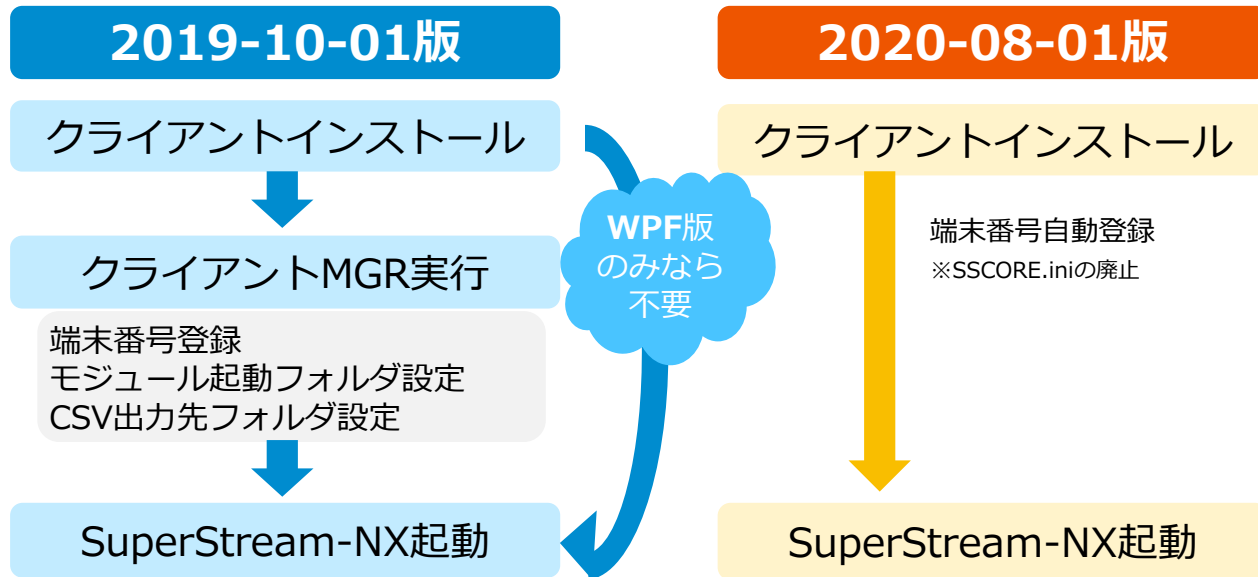 2019-10-01版
クライアントインストール
クライアントMGR実行
端末番号登録
モジュール起動フォルダ設定
CSV出力先フォルダ設定
SuperStream-NX起動
WPF版
のみなら
不要
2020-08-01版
クライアントインストール
端末番号自動登録
※SSCORE.iniの廃止
SuperStream-NX起動